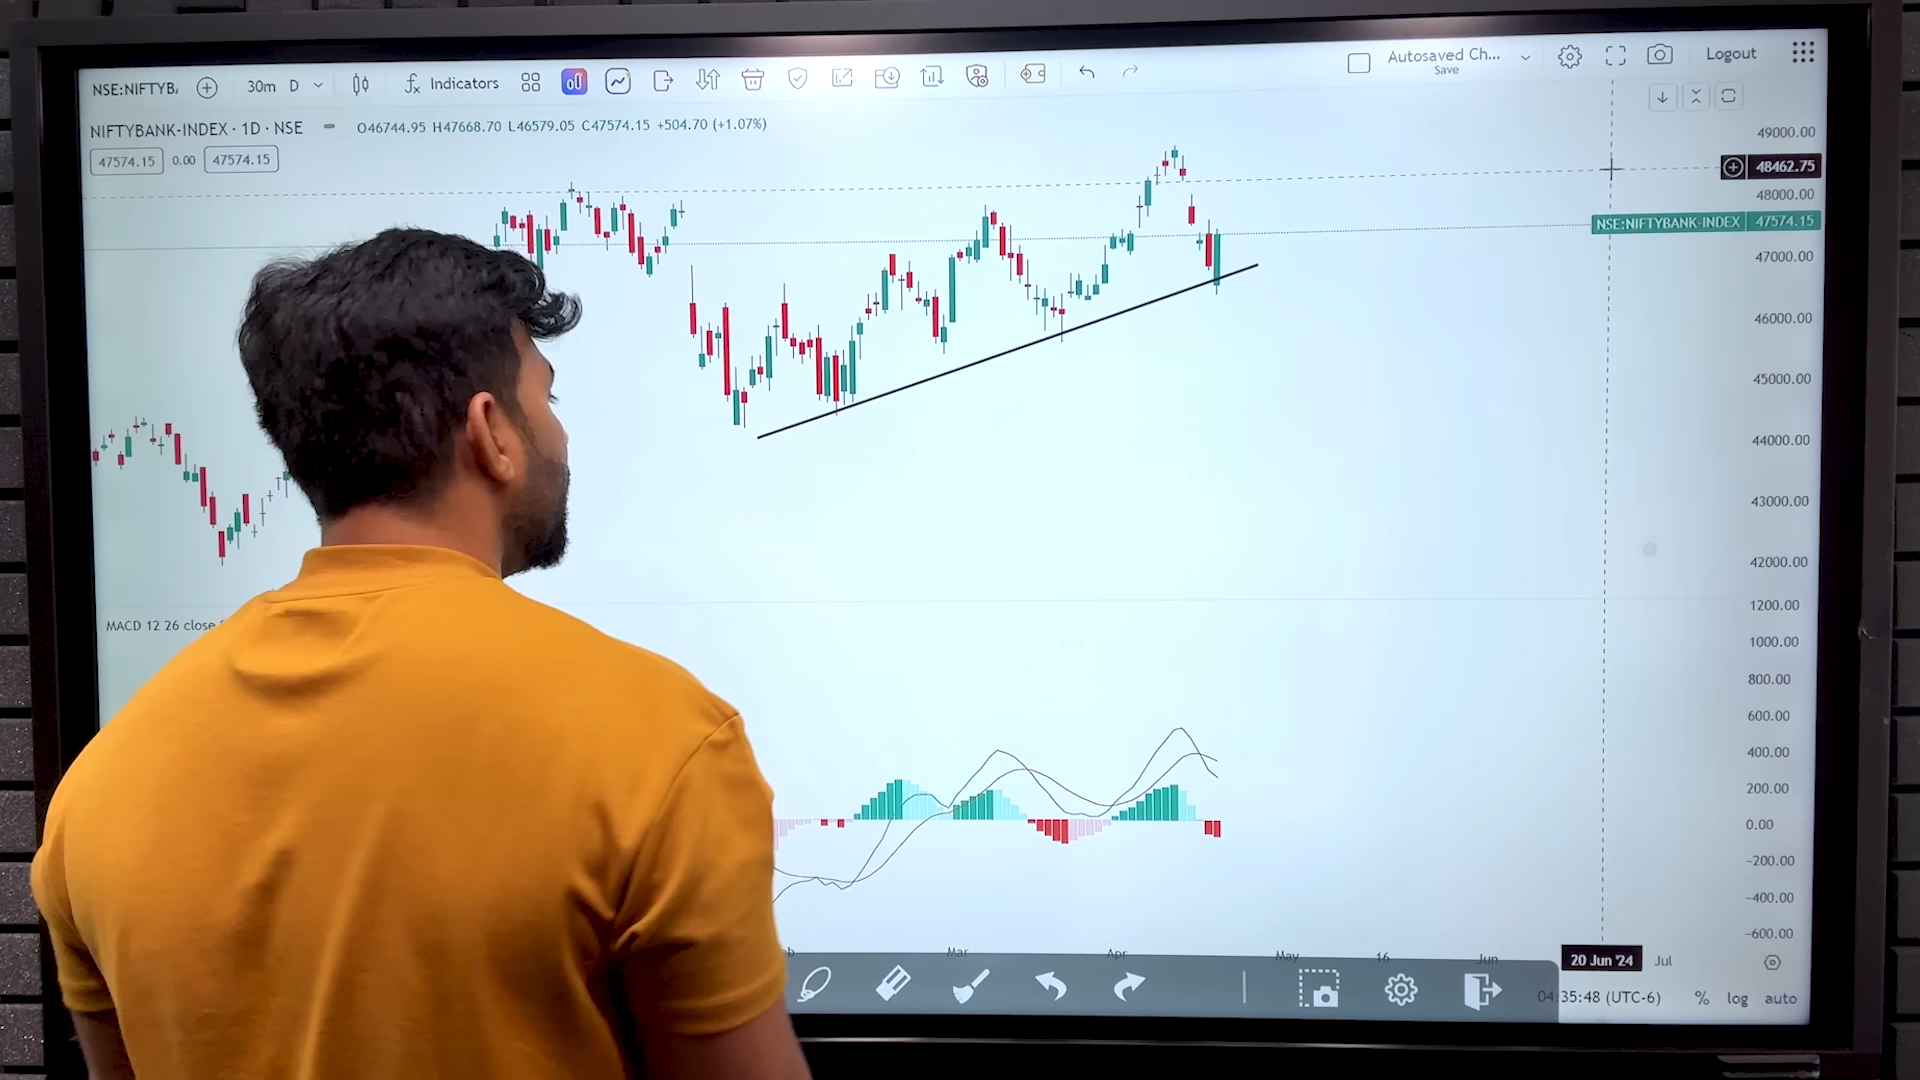 NSE:NIFTYB, 30m D Indicators Autosaved Ch... Save Logout
NIFTYBANK-INDEX · 1D · NSE O46744.95 H47668.70 L46579.05 C47574.15 +504.70 (+1.07%)
47574.15 0.00 47574.15
49000.00
48462.75
48000.00
NSE:NIFTYBANK-INDEX 47574.15
47000.00
46000.00
45000.00
44000.00
43000.00
42000.00
1200.00
MACD 12 26 close
1000.00
800.00
600.00
400.00
200.00
0.00
-200.00
-400.00
-600.00
Mar Apr May 16 Jun 20 Jun '24 Jul
04:35:48 (UTC-6) % log auto